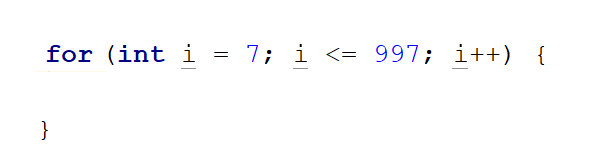 for (int i = 7; i <= 997; i++) {
}